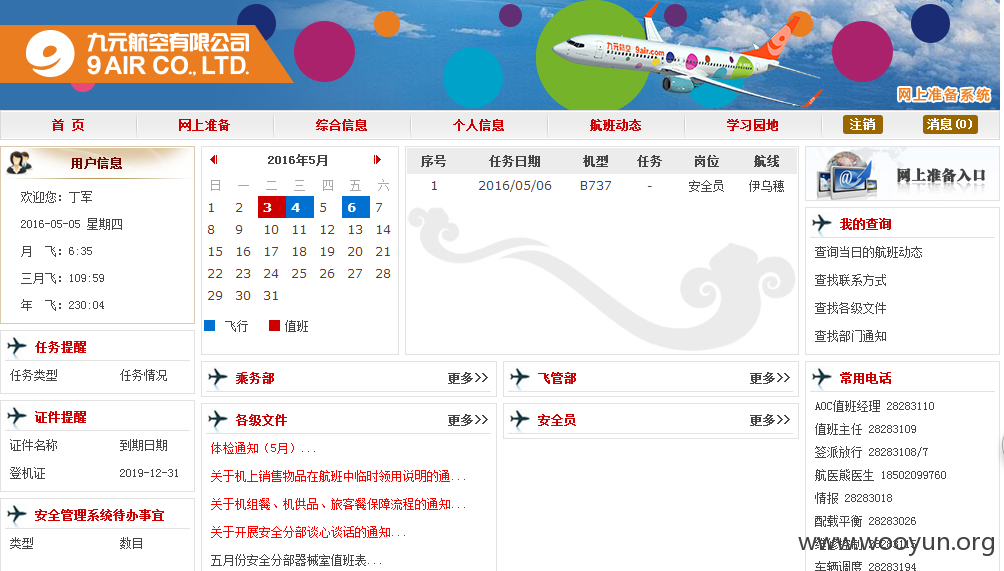 九元航空有限公司
9 AIR CO., LTD.
九元航空 9air.com
网上准备系统
首 页 网上准备 综合信息 个人信息 航班动态 学习园地 注销 消息(0)
用户信息
欢迎您: 丁军
2016-05-05 星期四
月 飞: 6:35
三月飞: 109:59
年 飞: 230:04
任务提醒
任务类型 任务情况
证件提醒
证件名称 到期日期
登机证 2019-12-31
安全管理系统待办事宜
类型 数目
2016年5月
日 一 二 三 四 五 六
1 2 3 4 5 6 7
8 9 10 11 12 13 14
15 16 17 18 19 20 21
22 23 24 25 26 27 28
29 30 31
飞行 值班
序号 任务日期 机型 任务 岗位 航线
1 2016/05/06 B737 - 安全员 伊乌穗
乘务部 更多>>
飞管部 更多>>
各级文件 更多>>
体检通知（5月）...
关于机上销售物品在航班中临时领用说明的通...
关于机组餐、机供品、旅客餐保障流程的通知...
关于开展安全分部谈心谈话的通知...
五月份安全分部器械室值班表...
安全员 更多>>
网上准备入口
我的查询
查询当日的航班动态
查找联系方式
查找各级文件
查找部门通知
常用电话
AOC值班经理 28283110
值班主任 28283109
签派放行 28283108/7
航医熊医生 18502099760
情报 28283018
配载平衡 28283026
车辆调度 28283194
www.wooyun.org